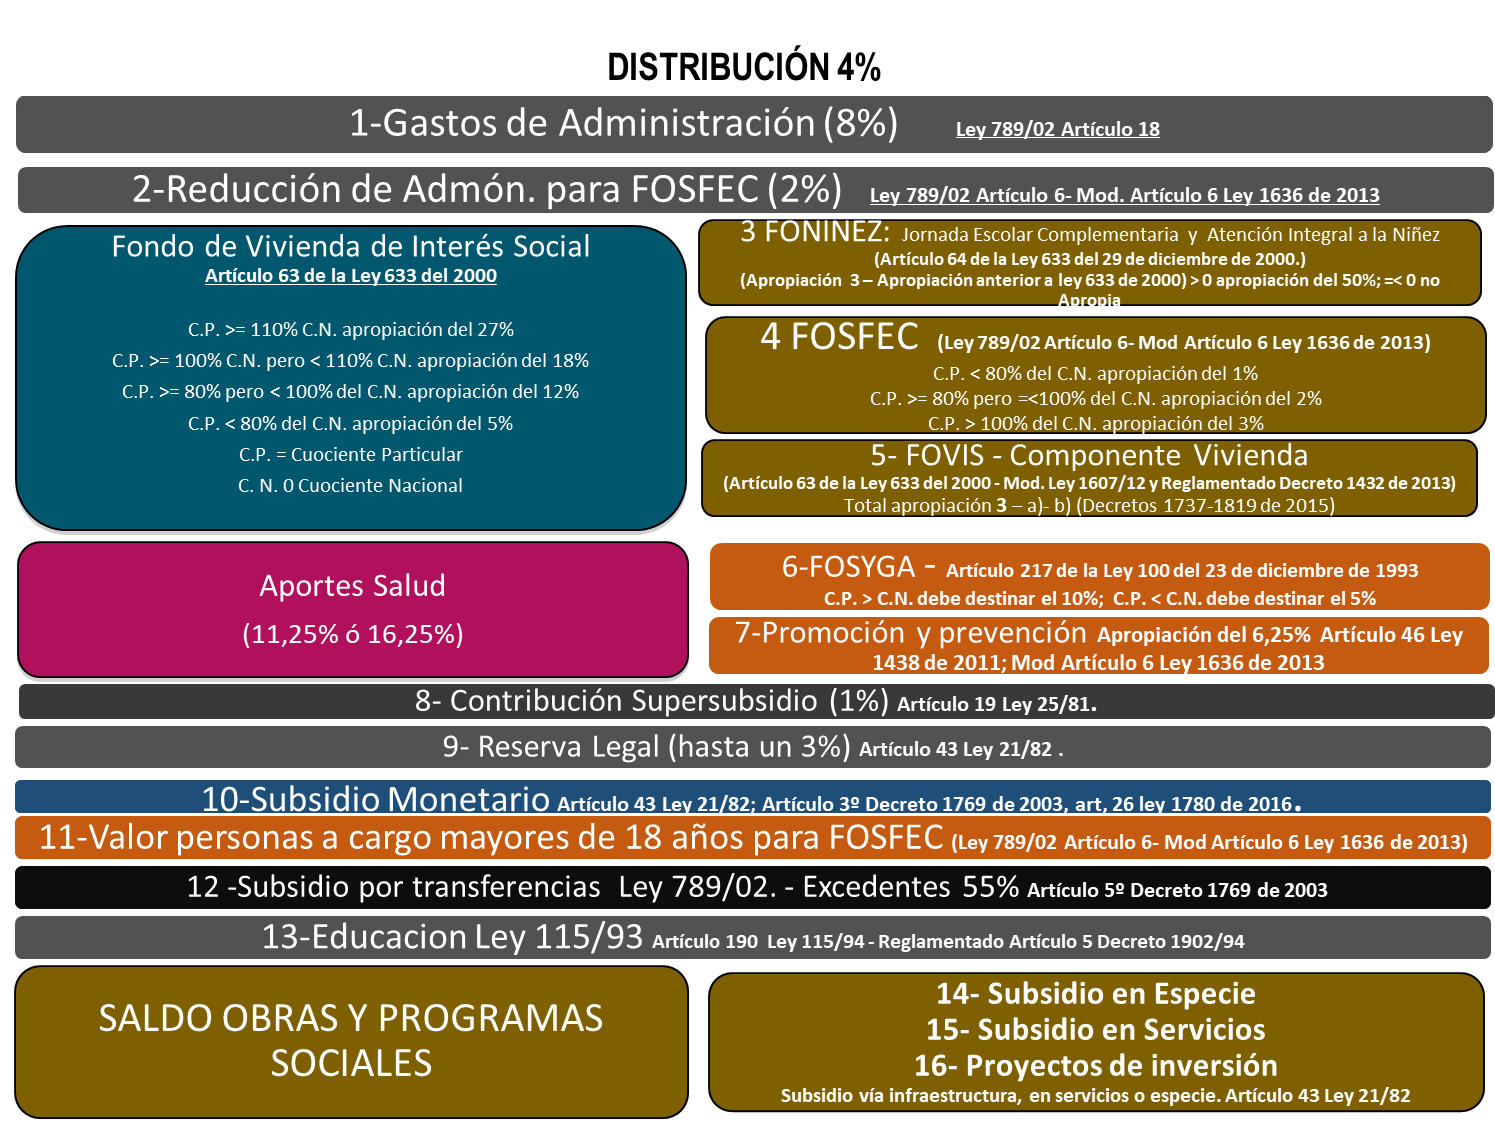 DISTRIBUCIÓN 4%
1-Gastos de Administración (8%) Ley 789/02 Artículo 18
2-Reducción de Admón. para FOSFEC (2%) Ley 789/02 Artículo 6- Mod. Artículo 6 Ley 1636 de 2013
Fondo de Vivienda de Interés Social
Artículo 63 de la Ley 633 del 2000
C.P. >= 110% C.N. apropiación del 27%
C.P. >= 100% C.N. pero < 110% C.N. apropiación del 18%
C.P. >= 80% pero < 100% del C.N. apropiación del 12%
C.P. < 80% del C.N. apropiación del 5%
C.P. = Cuociente Particular
C. N. 0 Cuociente Nacional
3 FONIÑEZ: Jornada Escolar Complementaria y Atención Integral a la Niñez
(Artículo 64 de la Ley 633 del 29 de diciembre de 2000.)
(Apropiación 3 – Apropiación anterior a ley 633 de 2000) > 0 apropiación del 50%; =< 0 no
Apropia
4 FOSFEC (Ley 789/02 Artículo 6- Mod Artículo 6 Ley 1636 de 2013)
C.P. < 80% del C.N. apropiación del 1%
C.P. >= 80% pero =<100% del C.N. apropiación del 2%
C.P. > 100% del C.N. apropiación del 3%
5- FOVIS - Componente Vivienda
(Artículo 63 de la Ley 633 del 2000 - Mod. Ley 1607/12 y Reglamentado Decreto 1432 de 2013)
Total apropiación 3 – a)- b) (Decretos 1737-1819 de 2015)
Aportes Salud
(11,25% ó 16,25%)
6-FOSYGA - Artículo 217 de la Ley 100 del 23 de diciembre de 1993
C.P. > C.N. debe destinar el 10%; C.P. < C.N. debe destinar el 5%
7-Promoción y prevención Apropiación del 6,25% Artículo 46 Ley
1438 de 2011; Mod Artículo 6 Ley 1636 de 2013
8- Contribución Supersubsidio (1%) Artículo 19 Ley 25/81.
9- Reserva Legal (hasta un 3%) Artículo 43 Ley 21/82 .
10-Subsidio Monetario Artículo 43 Ley 21/82; Artículo 3º Decreto 1769 de 2003, art, 26 ley 1780 de 2016.
11-Valor personas a cargo mayores de 18 años para FOSFEC (Ley 789/02 Artículo 6- Mod Artículo 6 Ley 1636 de 2013)
12 -Subsidio por transferencias Ley 789/02. - Excedentes 55% Artículo 5º Decreto 1769 de 2003
13-Educacion Ley 115/93 Artículo 190 Ley 115/94 - Reglamentado Artículo 5 Decreto 1902/94
SALDO OBRAS Y PROGRAMAS
SOCIALES
14- Subsidio en Especie
15- Subsidio en Servicios
16- Proyectos de inversión
Subsidio vía infraestructura, en servicios o especie. Artículo 43 Ley 21/82